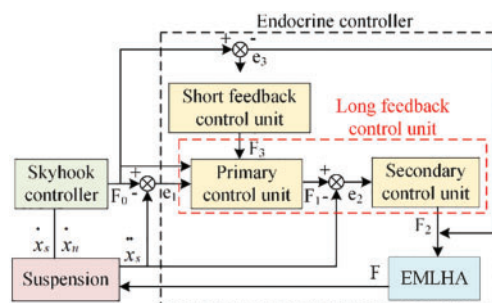 Endocrine controller
+ -
e3
Short feedback
control unit
Long feedback
control unit
F3
Skyhook
controller
F0 - + e1
Primary
control unit
F1 - + e2
Secondary
control unit
F2
ẋs ẋu ẍs
Suspension
F
EMLHA